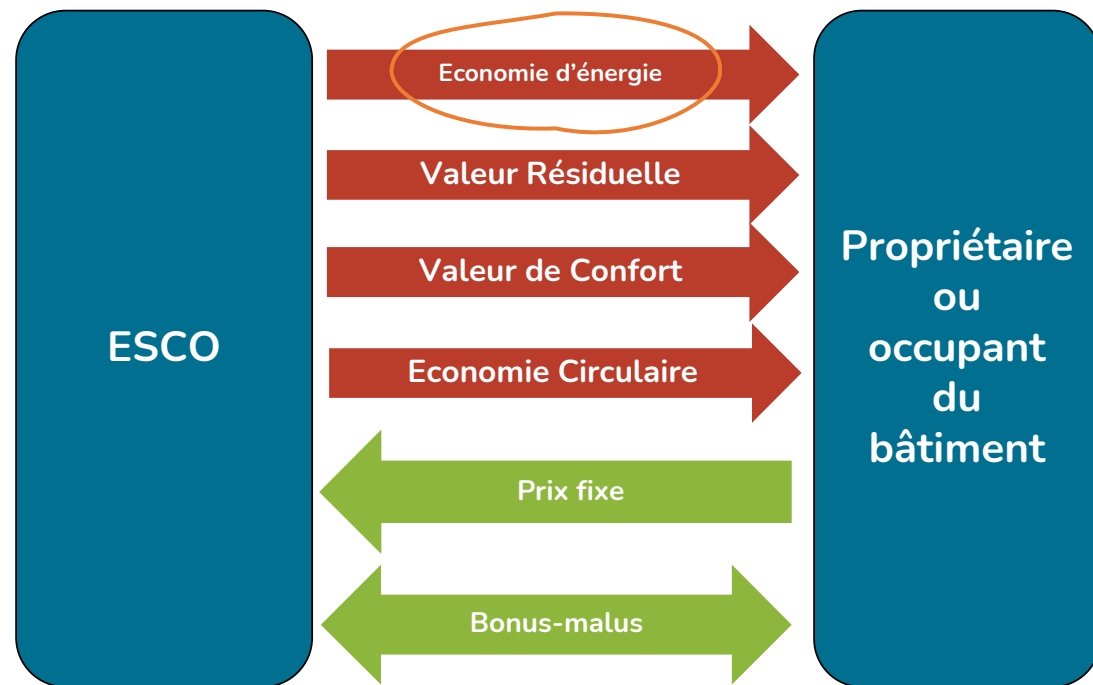 ESCO
Economie d'énergie
Valeur Résiduelle
Valeur de Confort
Economie Circulaire
Prix fixe
Bonus-malus
Propriétaire
ou
occupant
du
bâtiment